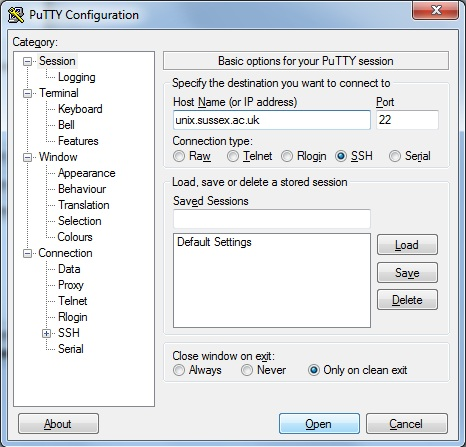 PuTTY Configuration
Category:
Session
Logging
Terminal
Keyboard
Bell
Features
Window
Appearance
Behaviour
Translation
Selection
Colours
Connection
Data
Proxy
Telnet
Rlogin
SSH
Serial
Basic options for your PuTTY session
Specify the destination you want to connect to
Host Name (or IP address) Port
unix.sussex.ac.uk 22
Connection type:
Raw Telnet Rlogin SSH Serial
Load, save or delete a stored session
Saved Sessions
Default Settings
Load
Save
Delete
Close window on exit:
Always Never Only on clean exit
About Open Cancel